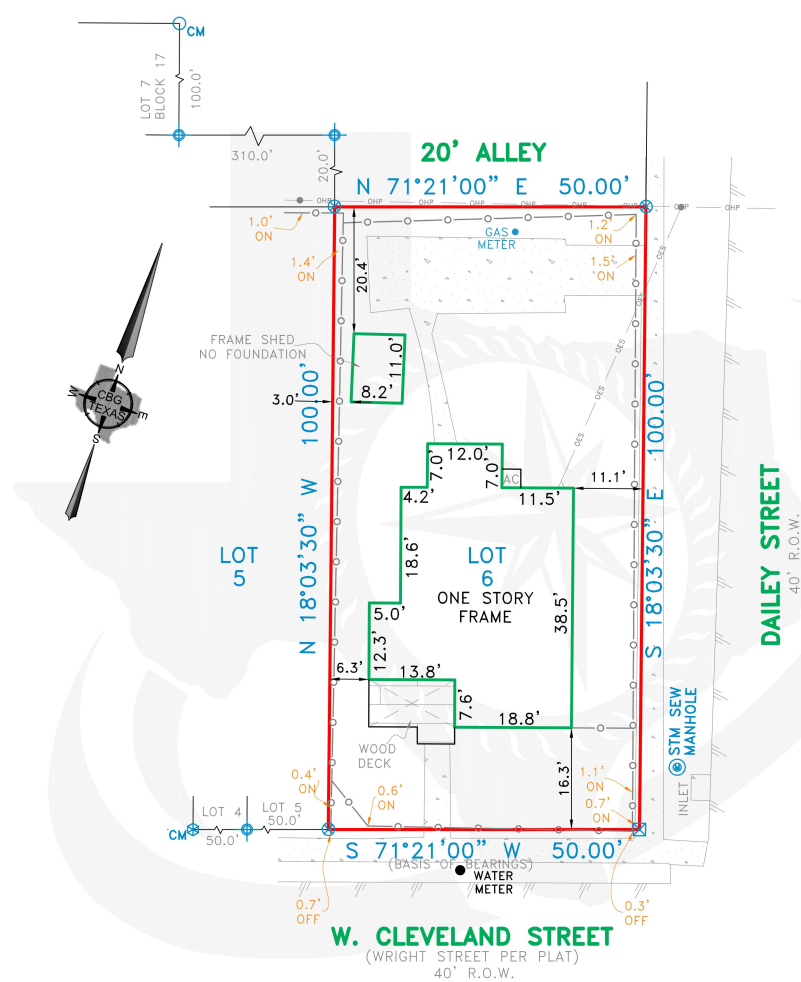 CM
LOT 7
BLOCK 17
100.0'
310.0'
20.0'
20' ALLEY
N 71°21'00" E 50.00'
OHP OHP OHP OHP OHP OHP OHP
1.0'
ON
1.2'
ON
GAS
METER
1.4'
ON
1.5'
ON
20.4'
OES
OES
OES
FRAME SHED
NO FOUNDATION
11.0'
8.2'
3.0'
N
W
E
S
CBG
TEXAS
N 18°03'30" W 100.00'
S 18°03'30" E 100.00'
12.0'
7.0'
7.0'
AC
4.2'
11.5'
11.1'
18.6'
LOT
5
LOT
6
ONE STORY
FRAME
38.5'
5.0'
12.3'
6.3'
13.8'
7.6'
18.8'
WOOD
DECK
16.3'
DAILEY STREET
40' R.O.W.
STM SEW
MANHOLE
INLET
0.4'
ON
0.6'
ON
1.1'
ON
0.7'
ON
LOT 4
50.0'
LOT 5
50.0'
CM
S 71°21'00" W 50.00'
(BASIS OF BEARINGS)
WATER
METER
0.7'
OFF
0.3'
OFF
W. CLEVELAND STREET
(WRIGHT STREET PER PLAT)
40' R.O.W.